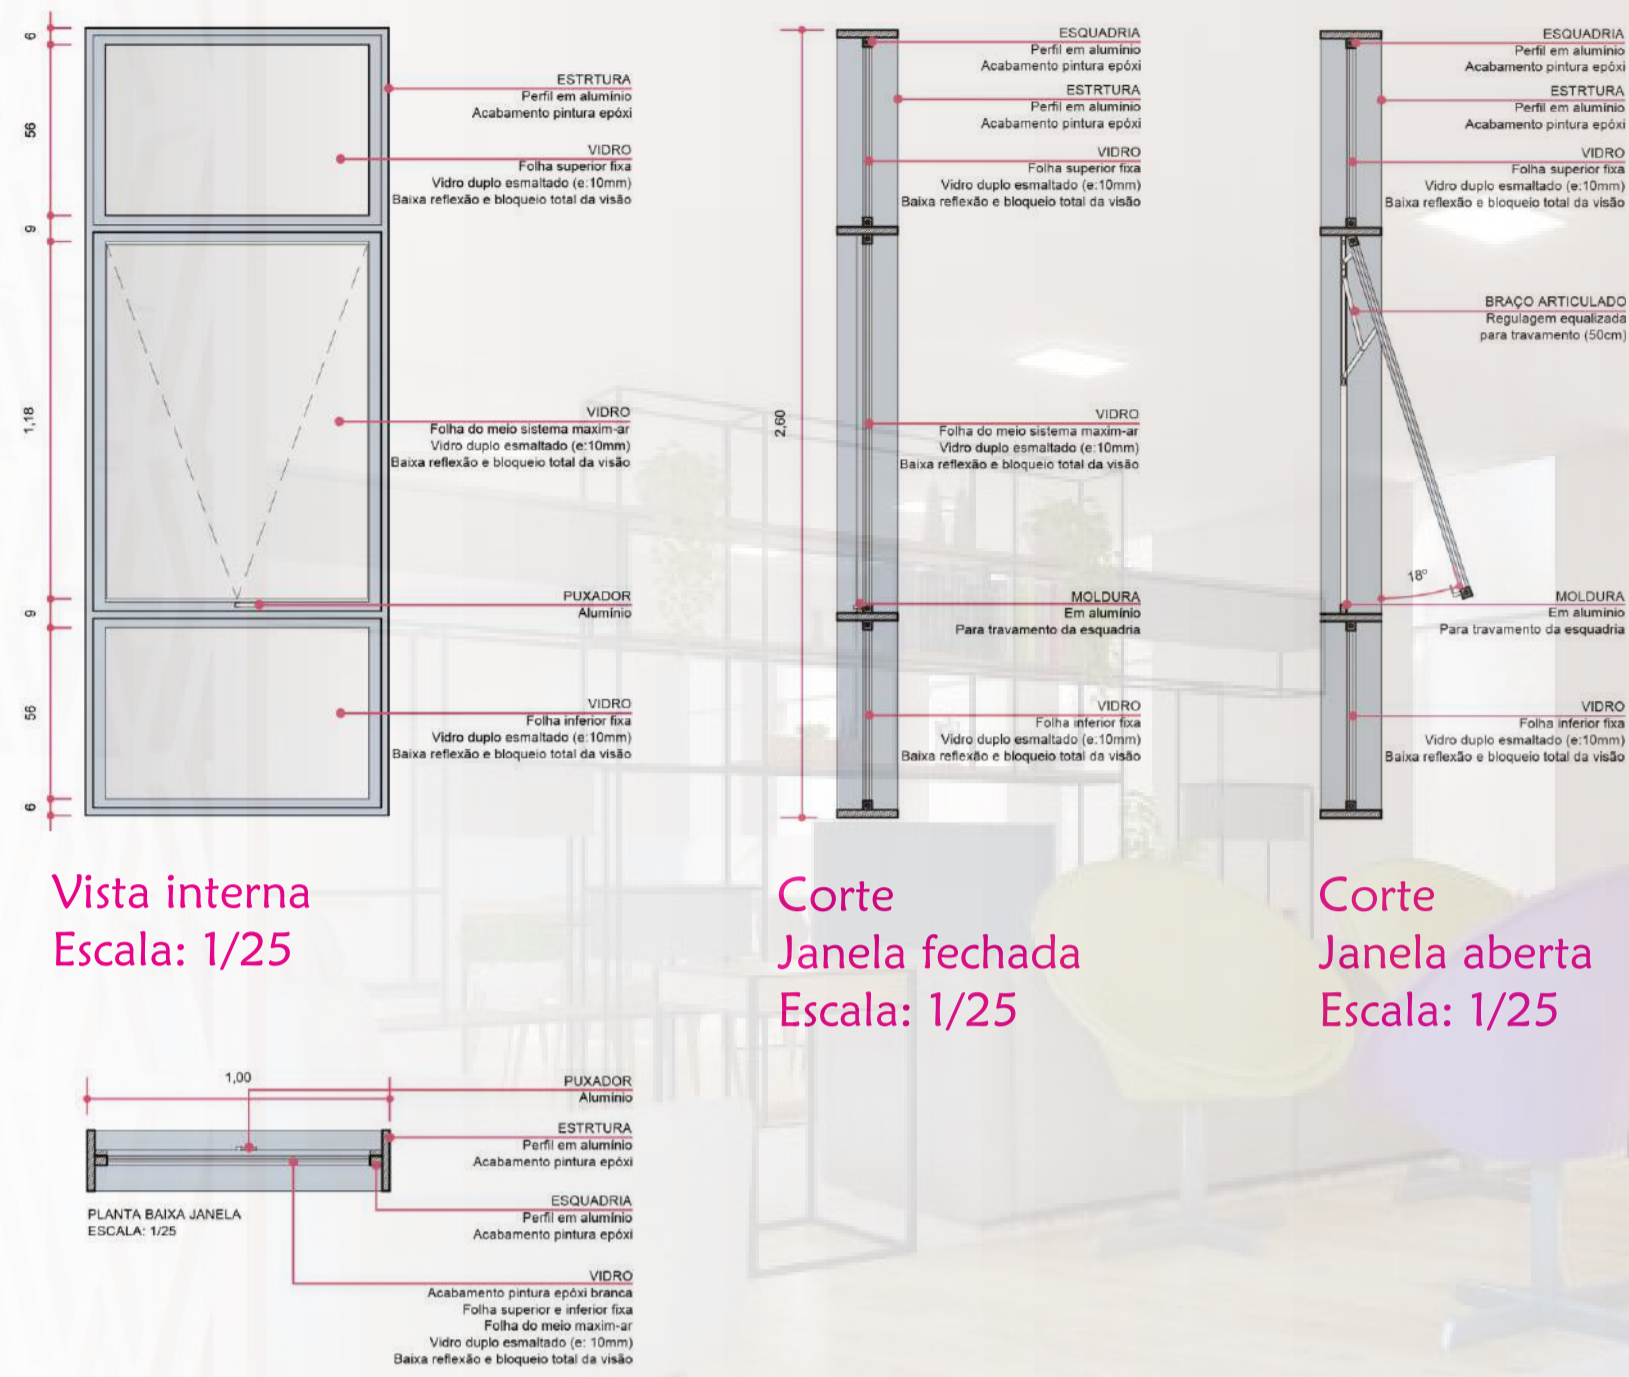 6
56
9
1,18
9
56
6
ESTRTURA
Perfil em alumínio
Acabamento pintura epóxi
VIDRO
Folha superior fixa
Vidro duplo esmaltado (e:10mm)
Baixa reflexão e bloqueio total da visão
VIDRO
Folha do meio sistema maxim-ar
Vidro duplo esmaltado (e:10mm)
Baixa reflexão e bloqueio total da visão
PUXADOR
Alumínio
VIDRO
Folha inferior fixa
Vidro duplo esmaltado (e:10mm)
Baixa reflexão e bloqueio total da visão
Vista interna
Escala: 1/25
2,60
ESQUADRIA
Perfil em alumínio
Acabamento pintura epóxi
ESTRTURA
Perfil em alumínio
Acabamento pintura epóxi
VIDRO
Folha superior fixa
Vidro duplo esmaltado (e:10mm)
Baixa reflexão e bloqueio total da visão
VIDRO
Folha do meio sistema maxim-ar
Vidro duplo esmaltado (e:10mm)
Baixa reflexão e bloqueio total da visão
MOLDURA
Em alumínio
Para travamento da esquadria
VIDRO
Folha inferior fixa
Vidro duplo esmaltado (e:10mm)
Baixa reflexão e bloqueio total da visão
Corte
Janela fechada
Escala: 1/25
ESQUADRIA
Perfil em alumínio
Acabamento pintura epóxi
ESTRTURA
Perfil em alumínio
Acabamento pintura epóxi
VIDRO
Folha superior fixa
Vidro duplo esmaltado (e:10mm)
Baixa reflexão e bloqueio total da visão
BRAÇO ARTICULADO
Regulagem equalizada
para travamento (50cm)
18º
MOLDURA
Em alumínio
Para travamento da esquadria
VIDRO
Folha inferior fixa
Vidro duplo esmaltado (e:10mm)
Baixa reflexão e bloqueio total da visão
Corte
Janela aberta
Escala: 1/25
1,00
PUXADOR
Alumínio
ESTRTURA
Perfil em alumínio
Acabamento pintura epóxi
ESQUADRIA
Perfil em alumínio
Acabamento pintura epóxi
VIDRO
Acabamento pintura epóxi branca
Folha superior e inferior fixa
Folha do meio maxim-ar
Vidro duplo esmaltado (e: 10mm)
Baixa reflexão e bloqueio total da visão
PLANTA BAIXA JANELA
ESCALA: 1/25